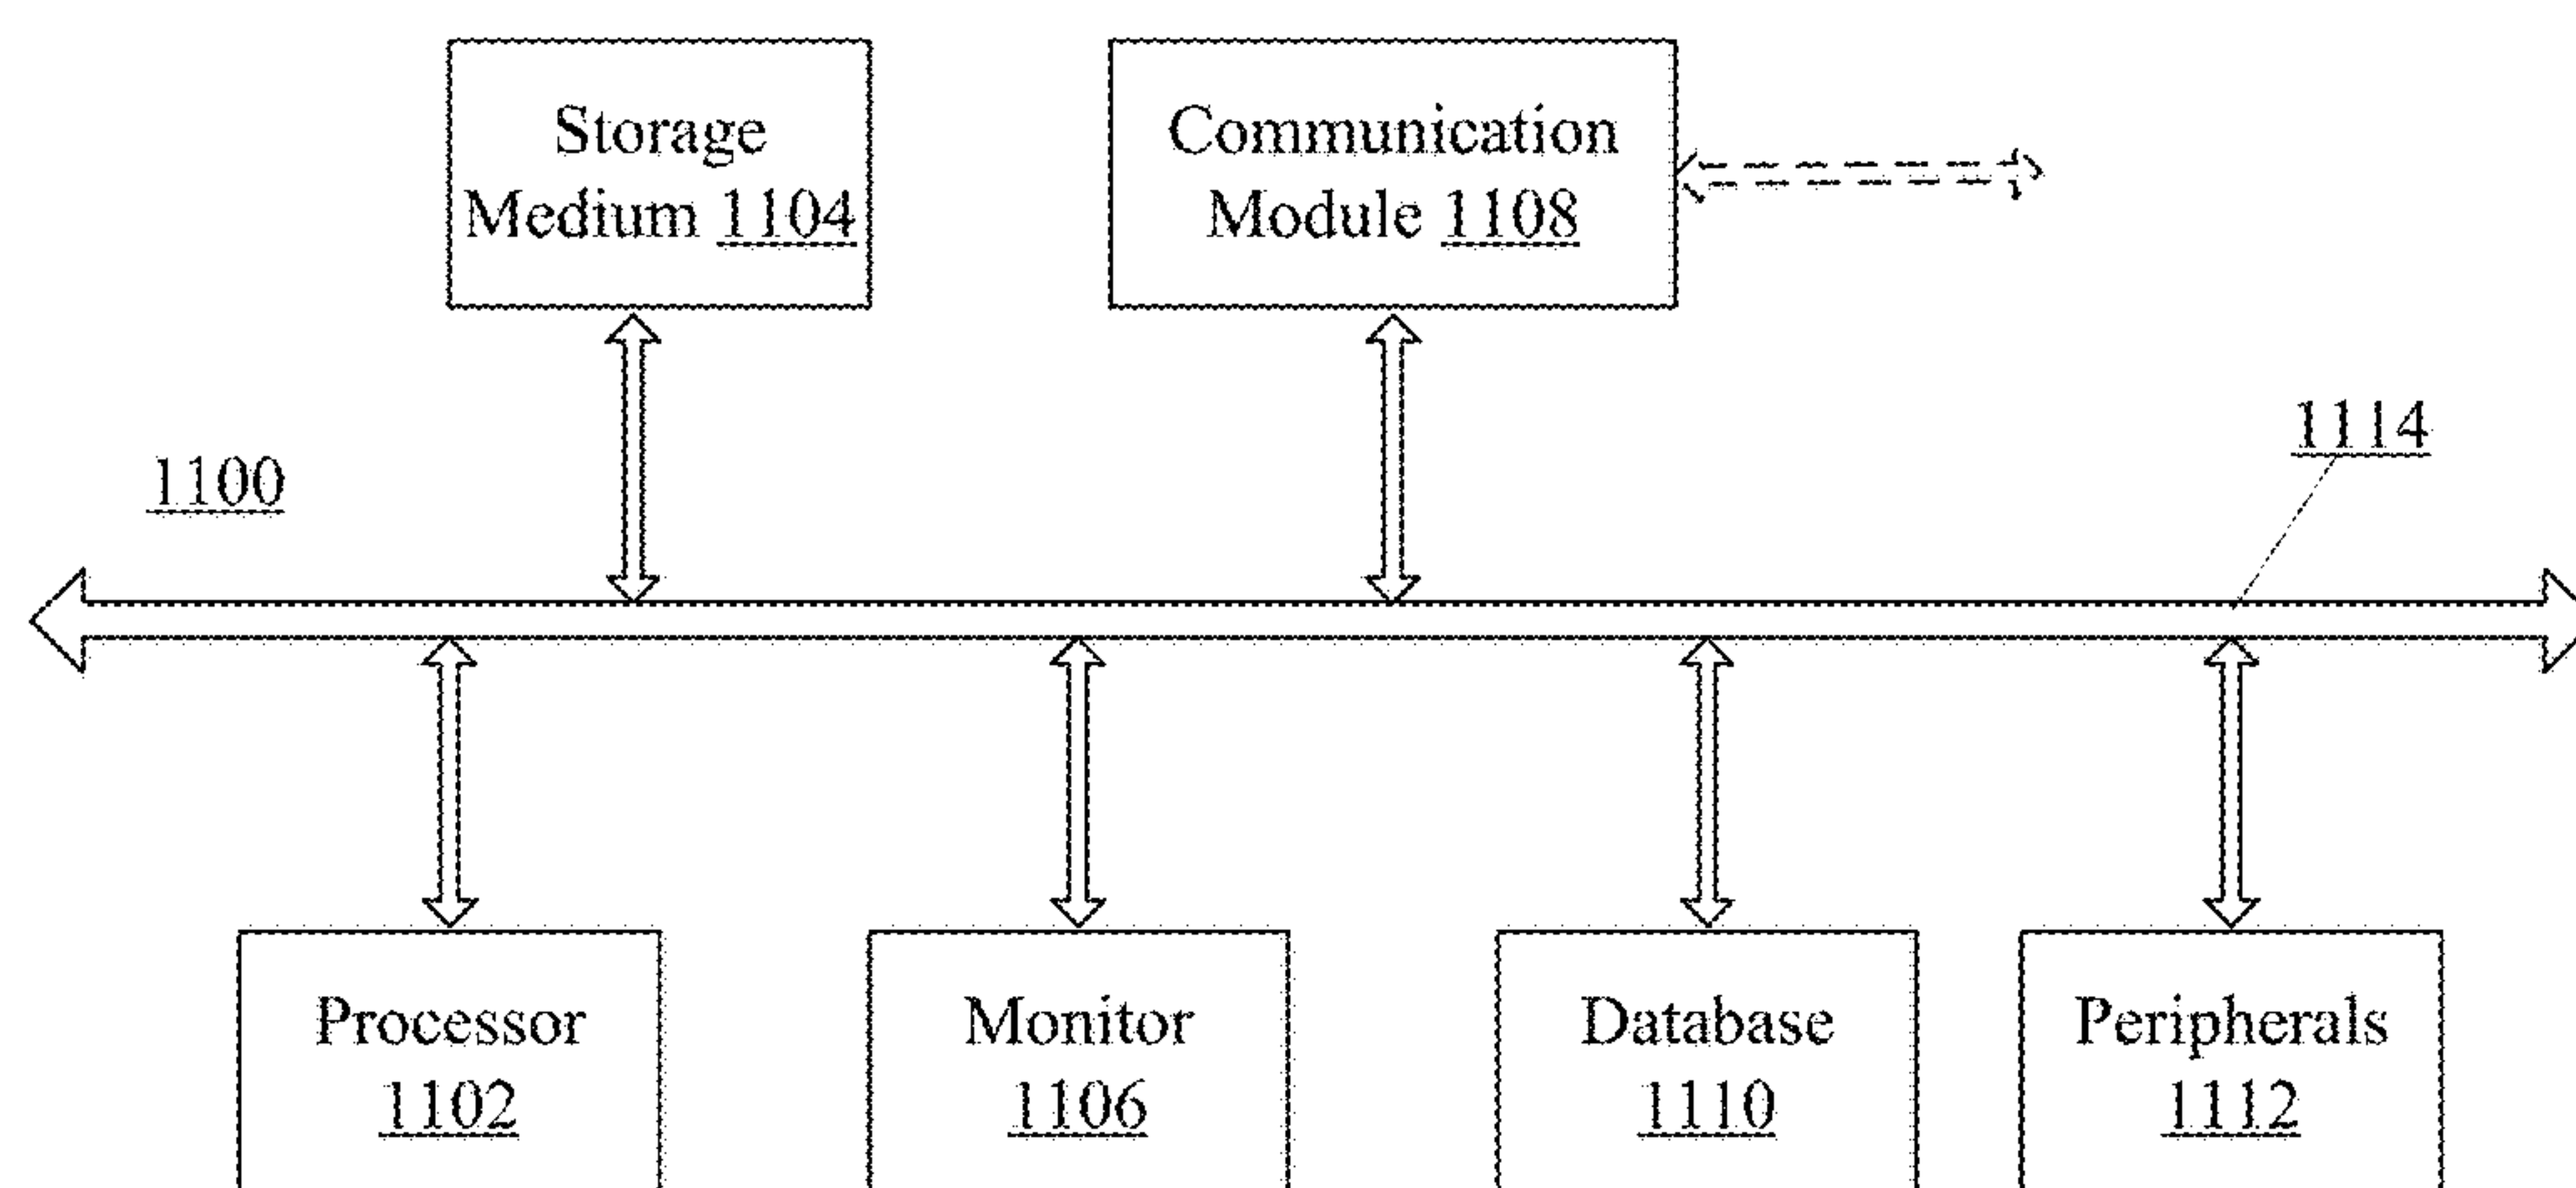 Storage
Medium 1104
Communication
Module 1108
1114
1100
Processor
1102
Monitor
1106
Database
1110
Peripherals
1112